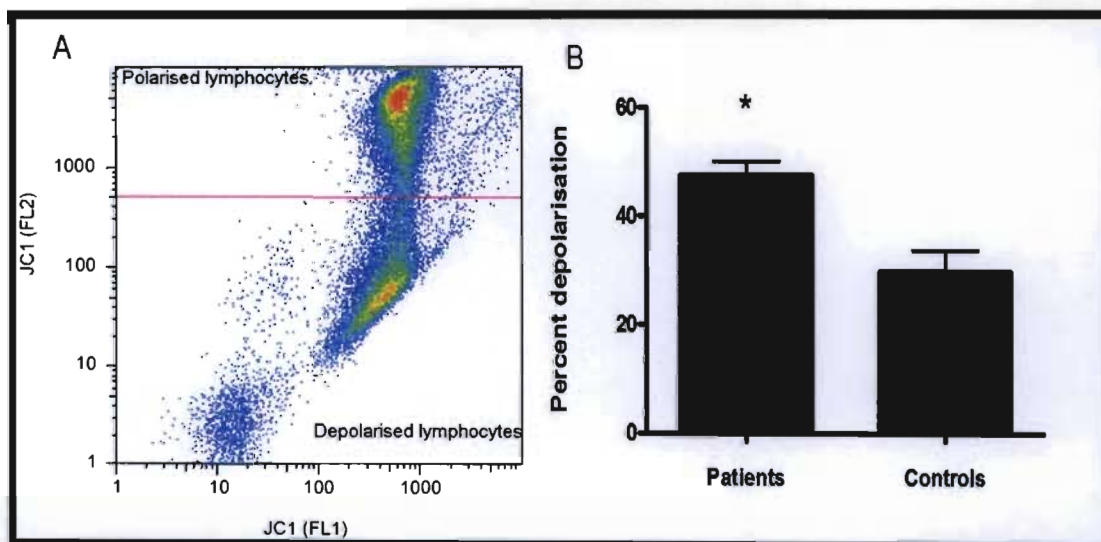 A
Polarised lymphocytes
1000
100
10
1
JC1 (FL2)
Depolarised lymphocytes
1
10
100
1000
JC1 (FL1)
B
*
60
40
20
0
Percent depolarisation
Patients
Controls